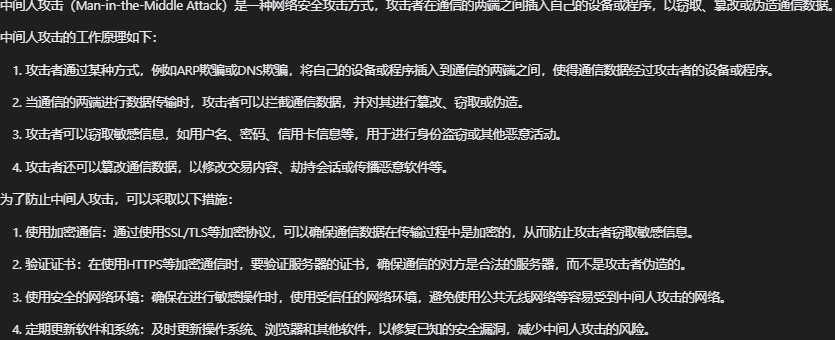 中间人攻击（Man-in-the-Middle Attack）是一种网络安全攻击方式，攻击者在通信的两端之间插入自己的设备或程序，以窃取、篡改或伪造通信数据。
中间人攻击的工作原理如下：
1. 攻击者通过某种方式，例如ARP欺骗或DNS欺骗，将自己的设备或程序插入到通信的两端之间，使得通信数据经过攻击者的设备或程序。
2. 当通信的两端进行数据传输时，攻击者可以拦截通信数据，并对其进行篡改、窃取或伪造。
3. 攻击者可以窃取敏感信息，如用户名、密码、信用卡信息等，用于进行身份盗窃或其他恶意活动。
4. 攻击者还可以篡改通信数据，以修改交易内容、劫持会话或传播恶意软件等。
为了防止中间人攻击，可以采取以下措施：
1. 使用加密通信：通过使用SSL/TLS等加密协议，可以确保通信数据在传输过程中是加密的，从而防止攻击者窃取敏感信息。
2. 验证证书：在使用HTTPS等加密通信时，要验证服务器的证书，确保通信的对方是合法的服务器，而不是攻击者伪造的。
3. 使用安全的网络环境：确保在进行敏感操作时，使用受信任的网络环境，避免使用公共无线网络等容易受到中间人攻击的网络。
4. 定期更新软件和系统：及时更新操作系统、浏览器和其他软件，以修复已知的安全漏洞，减少中间人攻击的风险。